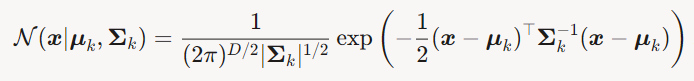 𝒩(𝒙|𝝁ₖ, 𝚺ₖ) = 1 / ((2π)^{D/2}|𝚺ₖ|^{1/2}) exp(−1/2 (𝒙 − 𝝁ₖ)^⊤ 𝚺ₖ^{−1} (𝒙 − 𝝁ₖ))